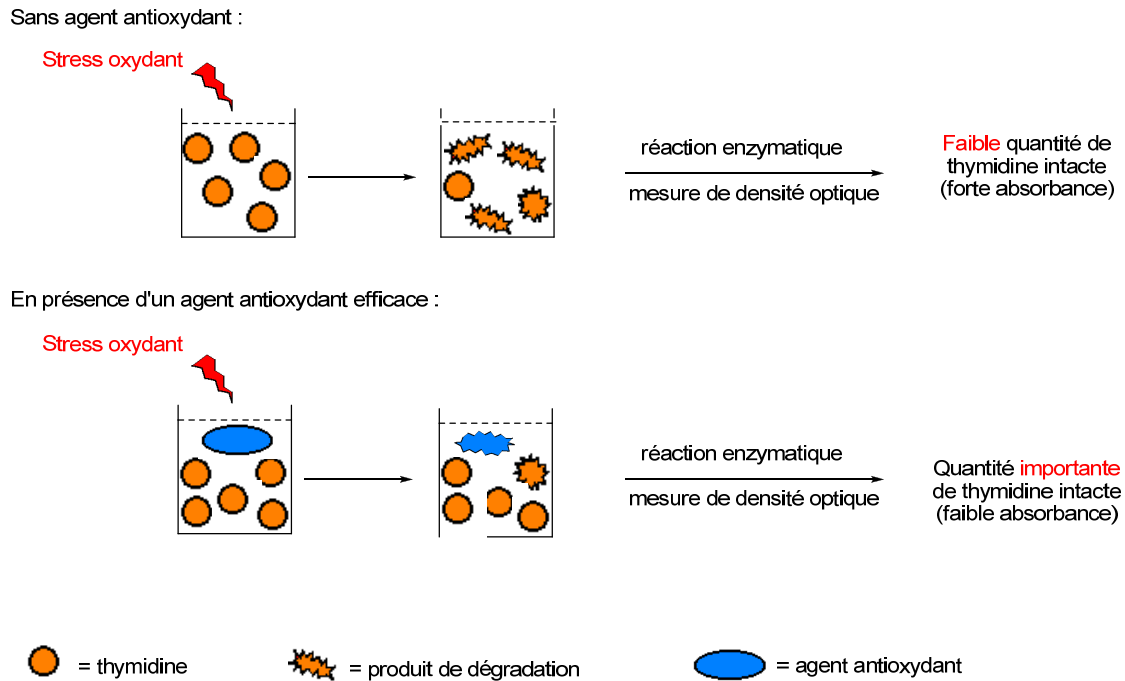 Sans agent antioxydant :
Stress oxydant
réaction enzymatique
mesure de densité optique
Faible quantité de
thymidine intacte
(forte absorbance)
En présence d'un agent antioxydant efficace :
Stress oxydant
réaction enzymatique
mesure de densité optique
Quantité importante
de thymidine intacte
(faible absorbance)
= thymidine
= produit de dégradation
= agent antioxydant